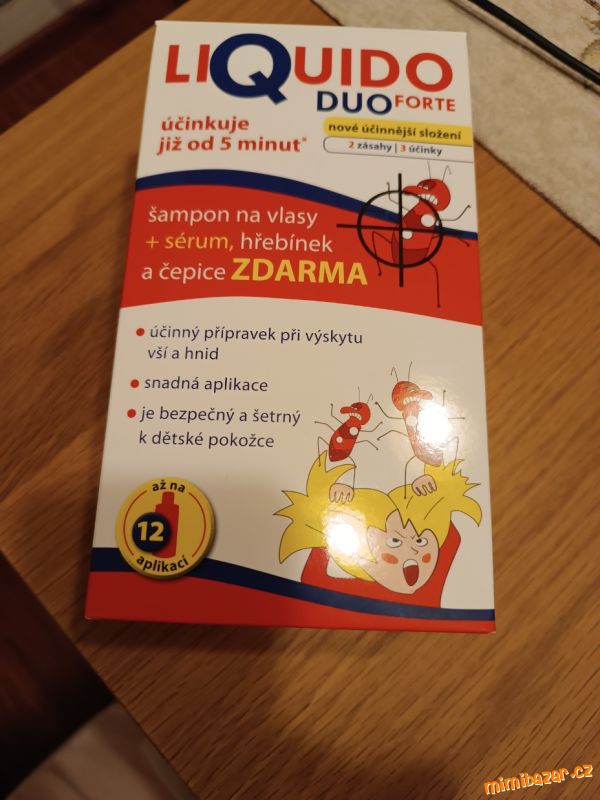 LIQUIDO
DUO FORTE
účinkuje
již od 5 minut*
nové účinnější složení
2 zásahy | 3 účinky
šampon na vlasy
+ sérum, hřebínek
a čepice ZDARMA
• účinný přípravek při výskytu
vší a hnid
• snadná aplikace
• je bezpečný a šetrný
k dětské pokožce
až na
12
aplikací
mimibazar.cz